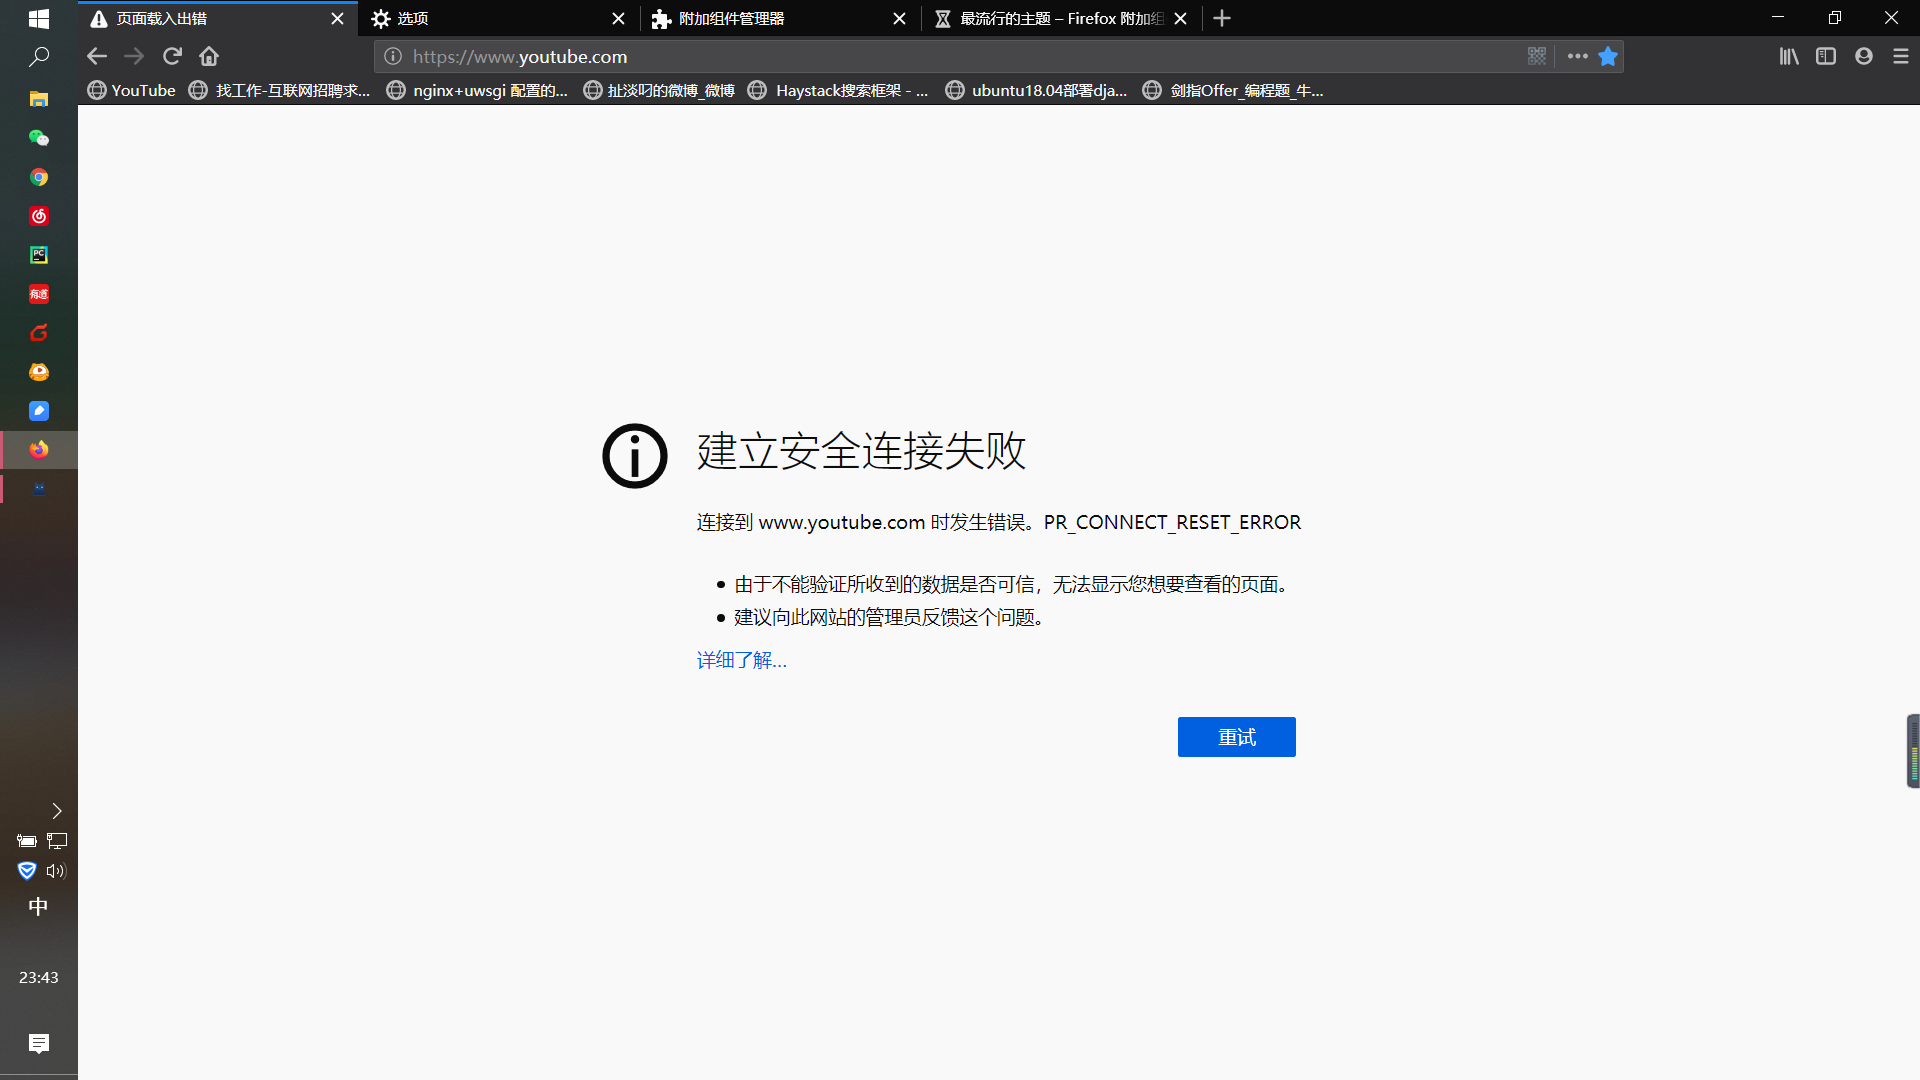 页面载入出错
选项
附加组件管理器
最流行的主题 – Firefox 附加组
https://www.youtube.com
YouTube
找工作-互联网招聘求...
nginx+uwsgi 配置的...
扯淡叼的微博_微博
Haystack搜索框架 - ...
ubuntu18.04部署dja...
剑指Offer_编程题_牛...
PC
有道
建立安全连接失败
连接到 www.youtube.com 时发生错误。PR_CONNECT_RESET_ERROR
由于不能验证所收到的数据是否可信，无法显示您想要查看的页面。
建议向此网站的管理员反馈这个问题。
详细了解...
重试
中
23:43